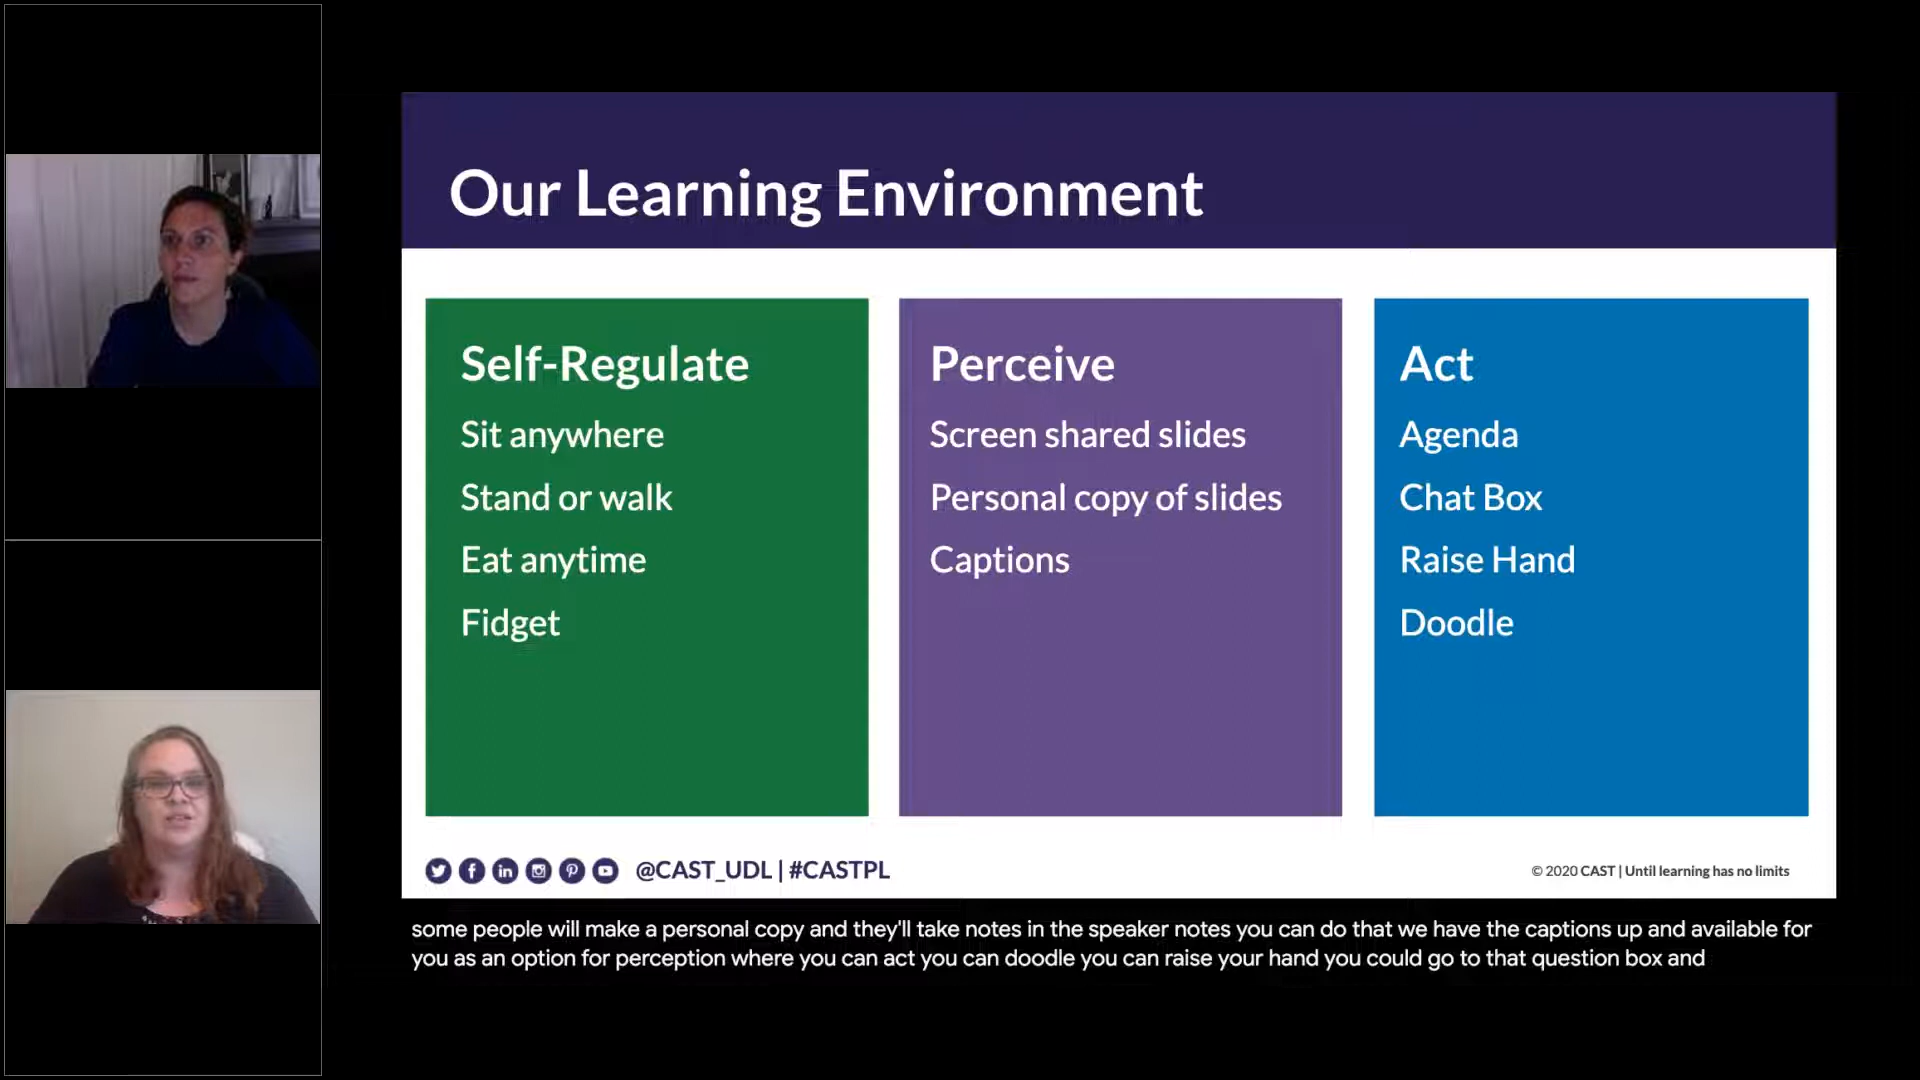 Our Learning Environment
Self-Regulate
Sit anywhere
Stand or walk
Eat anytime
Fidget
Perceive
Screen shared slides
Personal copy of slides
Captions
Act
Agenda
Chat Box
Raise Hand
Doodle
@CAST_UDL | #CASTPL
© 2020 CAST | Until learning has no limits
some people will make a personal copy and they'll take notes in the speaker notes you can do that we have the captions up and available for
you as an option for perception where you can act you can doodle you can raise your hand you could go to that question box and